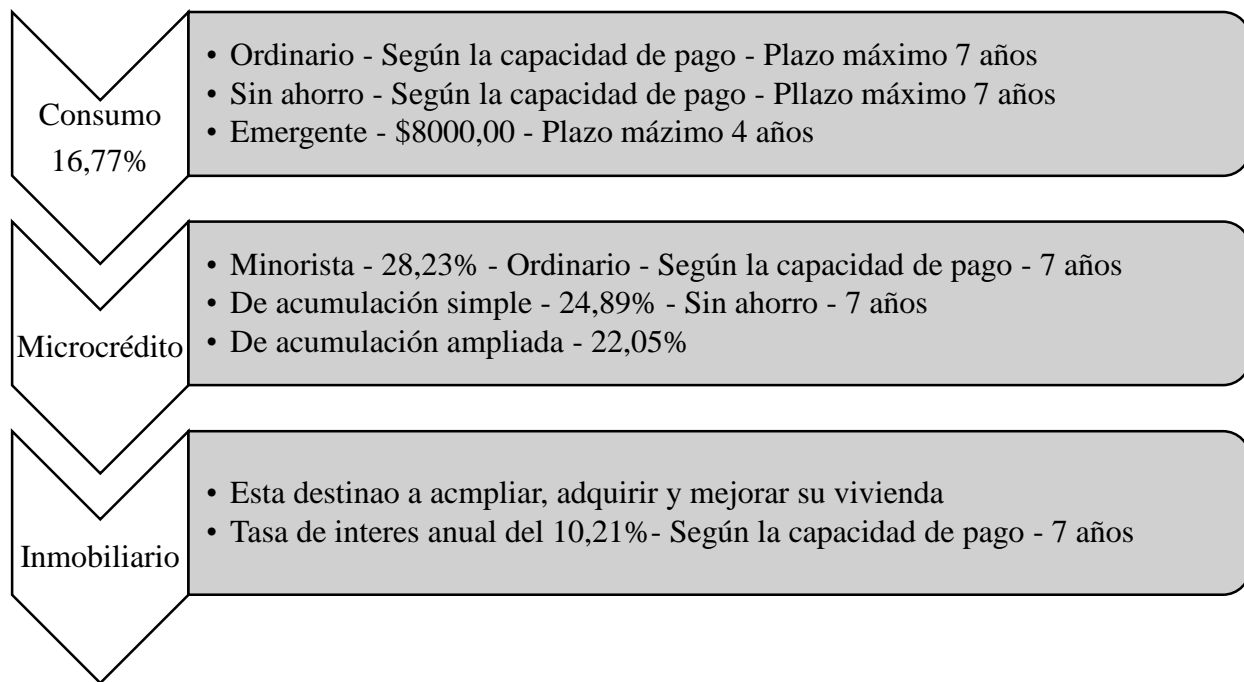 Consumo
16,77%
• Ordinario - Según la capacidad de pago - Plazo máximo 7 años
• Sin ahorro - Según la capacidad de pago - Pllazo máximo 7 años
• Emergente - $8000,00 - Plazo mázimo 4 años
Microcrédito
• Minorista - 28,23% - Ordinario - Según la capacidad de pago - 7 años
• De acumulación simple - 24,89% - Sin ahorro - 7 años
• De acumulación ampliada - 22,05%
Inmobiliario
• Esta destinao a acmpliar, adquirir y mejorar su vivienda
• Tasa de interes anual del 10,21%- Según la capacidad de pago - 7 años